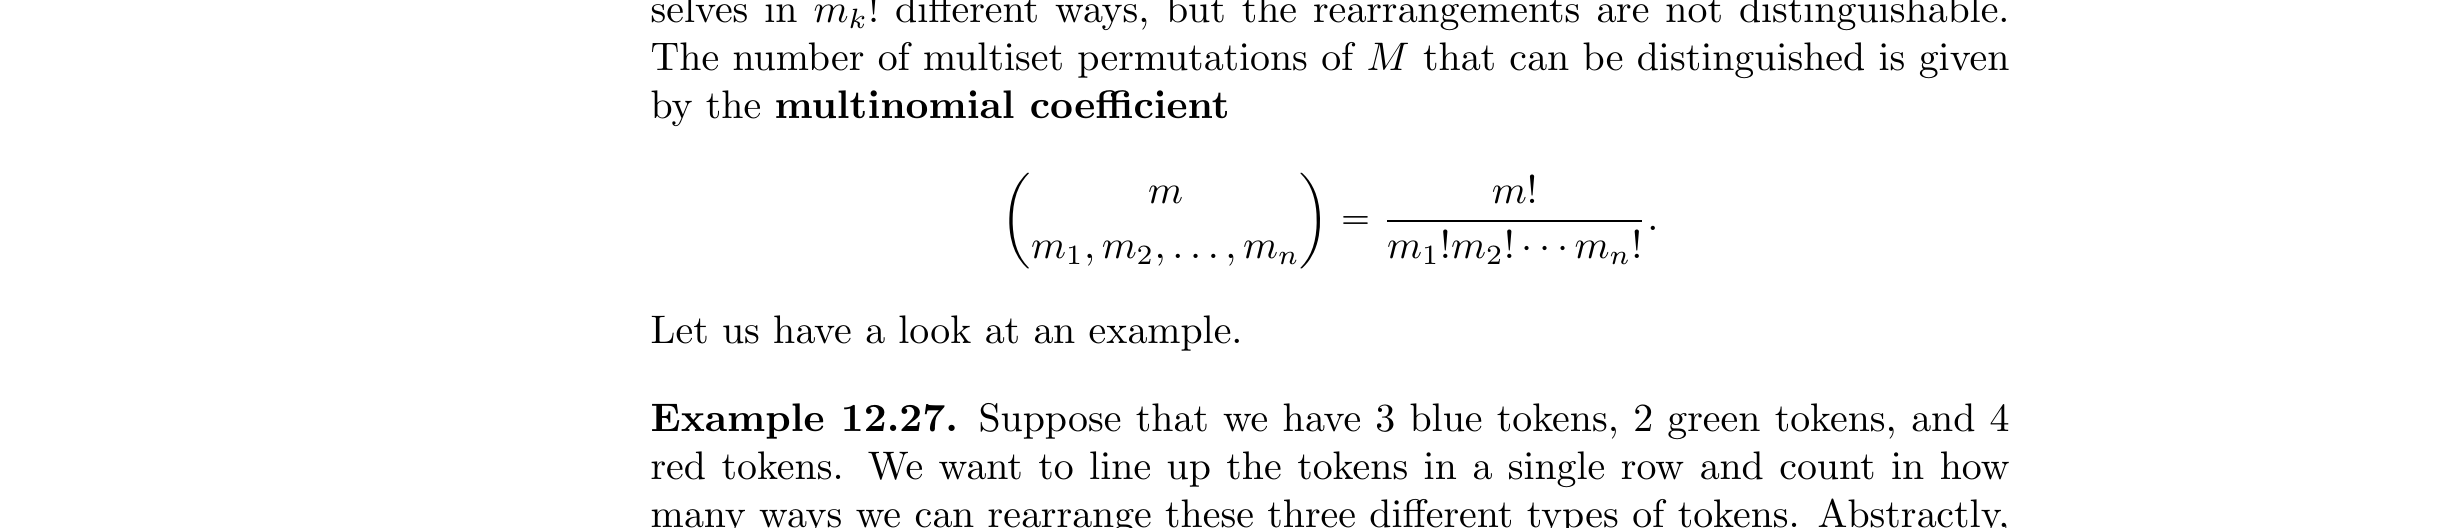 selves in m_k! different ways, but the rearrangements are not distinguishable.
The number of multiset permutations of M that can be distinguished is given
by the multinomial coefficient
\binom{m}{m_1, m_2, \ldots, m_n} = \frac{m!}{m_1! m_2! \cdots m_n!}.
Let us have a look at an example.
Example 12.27. Suppose that we have 3 blue tokens, 2 green tokens, and 4
red tokens. We want to line up the tokens in a single row and count in how
many ways we can rearrange these three different types of tokens. Abstractly,